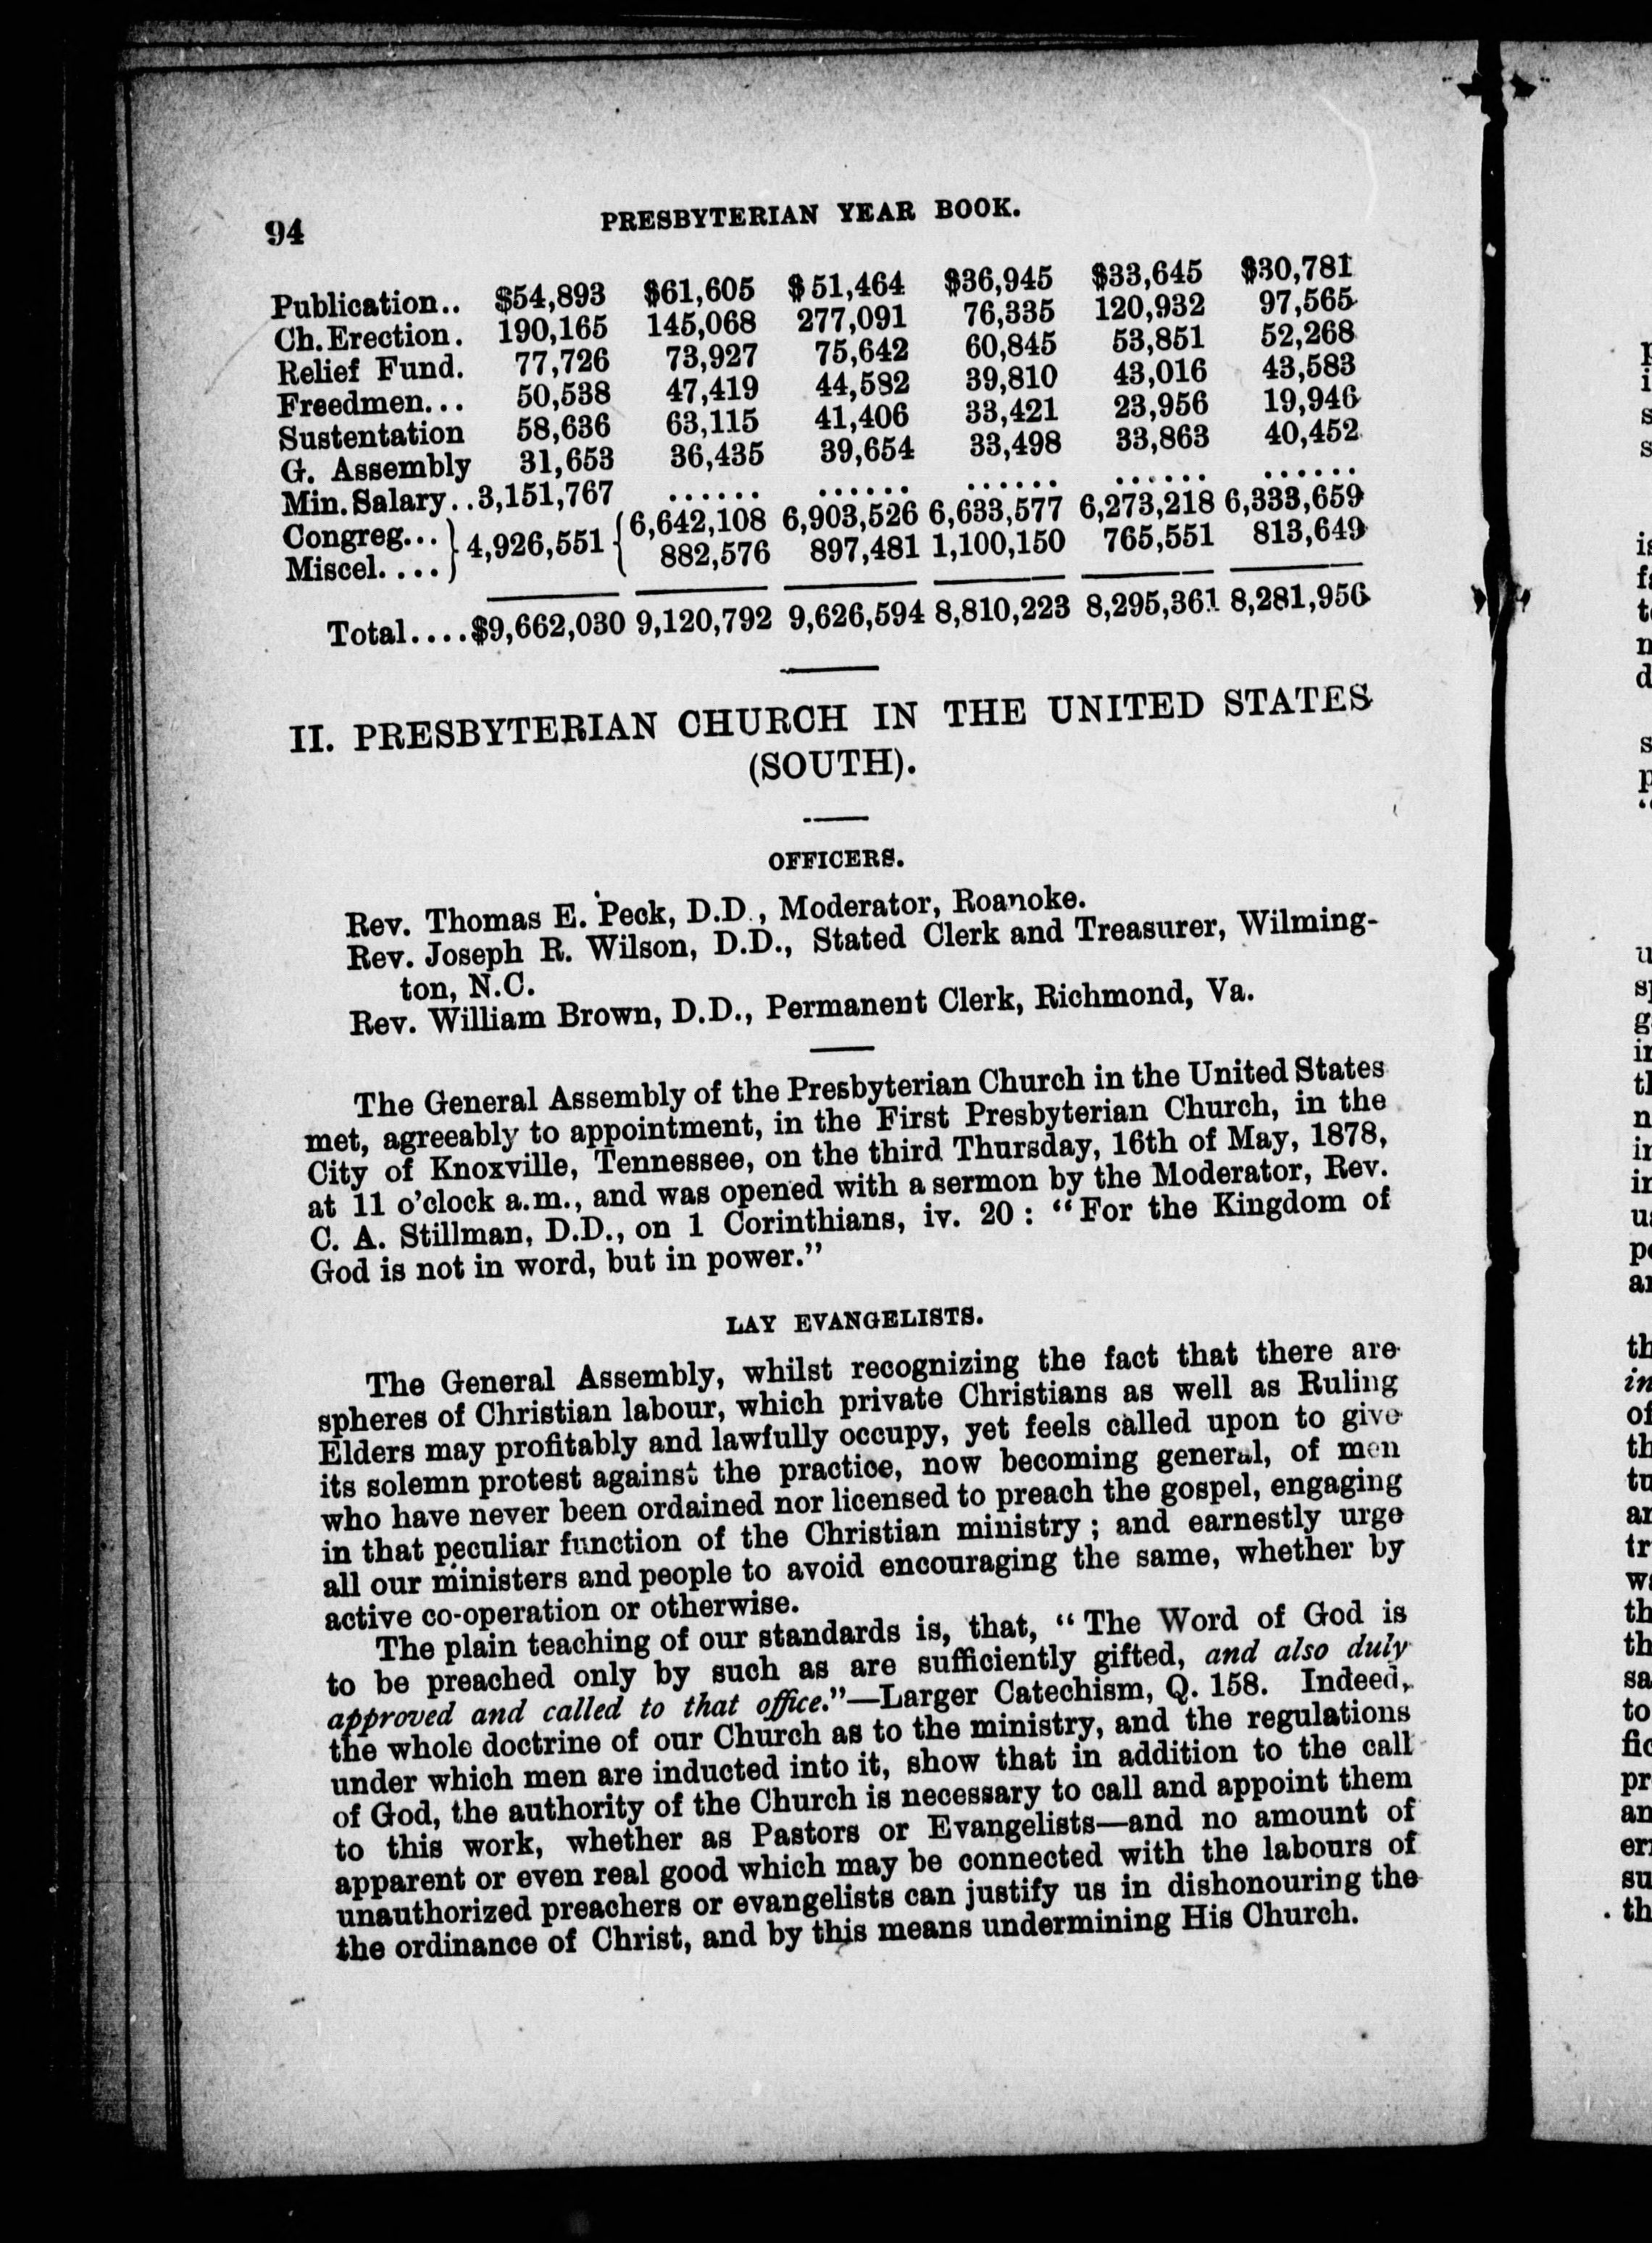 94 PRESBYTERIAN YEAR BOOK.
Publication.. $54,893 $61,605 $51,464 $36,945 $33,645 $30,781
Ch. Erection. 190,165 145,068 277,091 76,335 120,932 97,565
Relief Fund. 77,726 73,927 75,642 60,845 53,851 52,268
Freedmen... 50,538 47,419 44,582 39,810 43,016 43,583
Sustentation 58,636 63,115 41,406 33,421 23,956 19,946
G. Assembly 31,653 36,435 39,654 33,498 33,863 40,452
Min. Salary..3,151,767 ...... ...... ...... ...... ......
Congreg... } 4,926,551 { 6,642,108 6,903,526 6,633,577 6,273,218 6,333,659
Miscel.... 882,576 897,481 1,100,150 765,551 813,649
Total....$9,662,030 9,120,792 9,626,594 8,810,223 8,295,361 8,281,956
II. PRESBYTERIAN CHURCH IN THE UNITED STATES
(SOUTH).
OFFICERS.
Rev. Thomas E. Peck, D.D., Moderator, Roanoke.
Rev. Joseph R. Wilson, D.D., Stated Clerk and Treasurer, Wilming-
ton, N.C.
Rev. William Brown, D.D., Permanent Clerk, Richmond, Va.
The General Assembly of the Presbyterian Church in the United States
met, agreeably to appointment, in the First Presbyterian Church, in the
City of Knoxville, Tennessee, on the third Thursday, 16th of May, 1878,
at 11 o'clock a.m., and was opened with a sermon by the Moderator, Rev.
C. A. Stillman, D.D., on 1 Corinthians, iv. 20 : "For the Kingdom of
God is not in word, but in power."
LAY EVANGELISTS.
The General Assembly, whilst recognizing the fact that there are
spheres of Christian labour, which private Christians as well as Ruling
Elders may profitably and lawfully occupy, yet feels called upon to give
its solemn protest against the practice, now becoming general, of men
who have never been ordained nor licensed to preach the gospel, engaging
in that peculiar function of the Christian ministry ; and earnestly urge
all our ministers and people to avoid encouraging the same, whether by
active co-operation or otherwise.
The plain teaching of our standards is, that, "The Word of God is
to be preached only by such as are sufficiently gifted, and also duly
approved and called to that office."—Larger Catechism, Q. 158. Indeed,
the whole doctrine of our Church as to the ministry, and the regulations
under which men are inducted into it, show that in addition to the call
of God, the authority of the Church is necessary to call and appoint them
to this work, whether as Pastors or Evangelists—and no amount of
apparent or even real good which may be connected with the labours of
unauthorized preachers or evangelists can justify us in dishonouring the
the ordinance of Christ, and by this means undermining His Church.